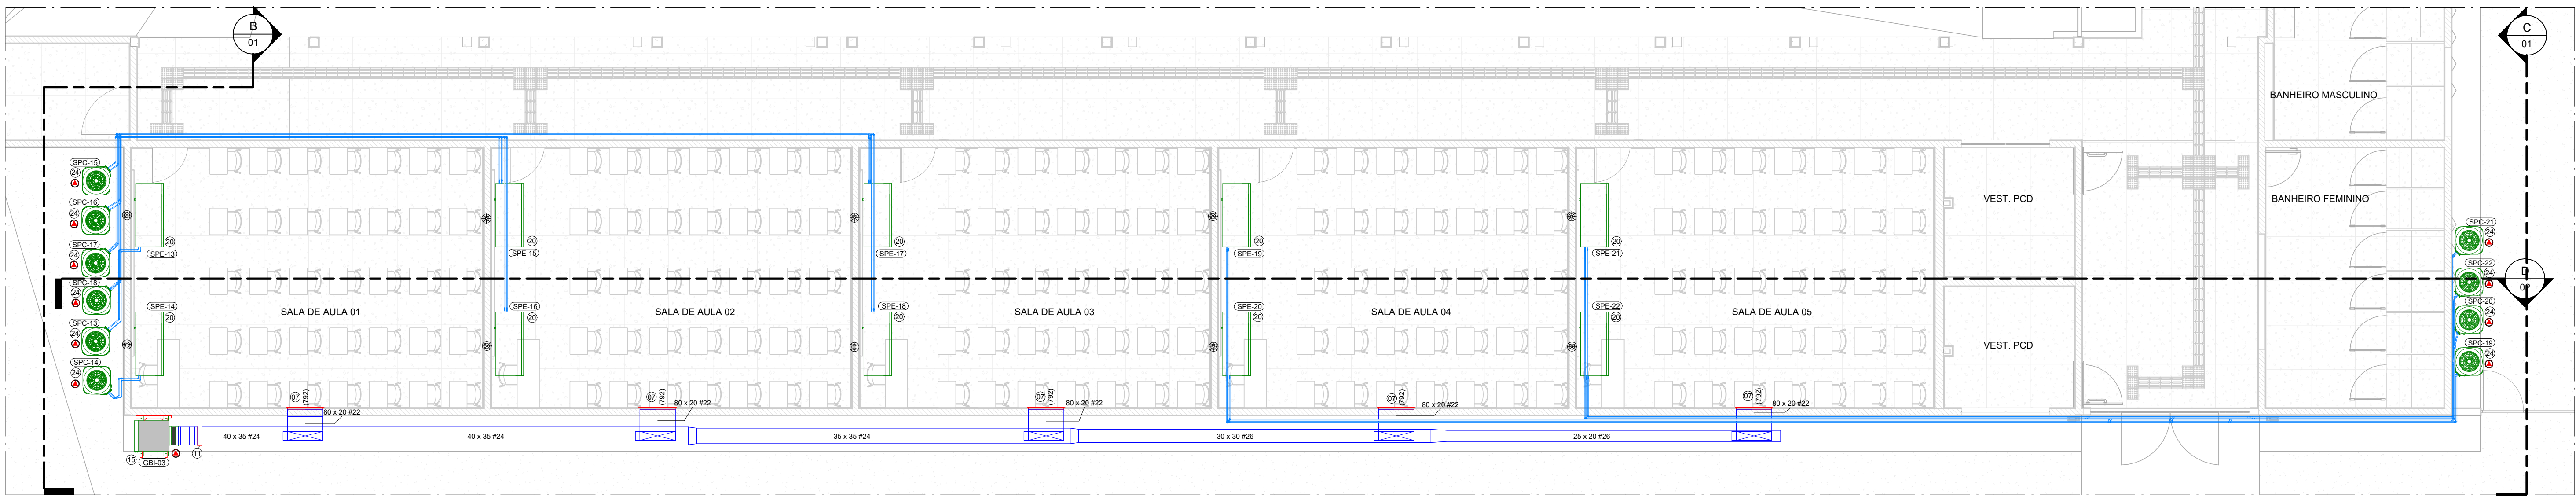 B
01
C
01
BANHEIRO MASCULINO
SPC-15
24
SPC-16
24
SPC-17
24
SPC-18
24
SPC-13
24
SPC-14
24
20
SPE-13
20
SPE-15
20
SPE-17
20
SPE-19
20
SPE-21
VEST. PCD
BANHEIRO FEMININO
SPC-21
24
SPC-22
24
SPC-20
24
SPC-19
24
D
02
SPE-14
20
SPE-16
20
SPE-18
20
SPE-20
20
SPE-22
20
SALA DE AULA 01
SALA DE AULA 02
SALA DE AULA 03
SALA DE AULA 04
SALA DE AULA 05
VEST. PCD
07
(792)
80 x 20 #22
07
(792)
80 x 20 #22
07
(792)
80 x 20 #22
07
(792)
80 x 20 #22
07
(792)
80 x 20 #22
40 x 35 #24
40 x 35 #24
35 x 35 #24
30 x 30 #26
25 x 20 #26
15
GBI-03
11